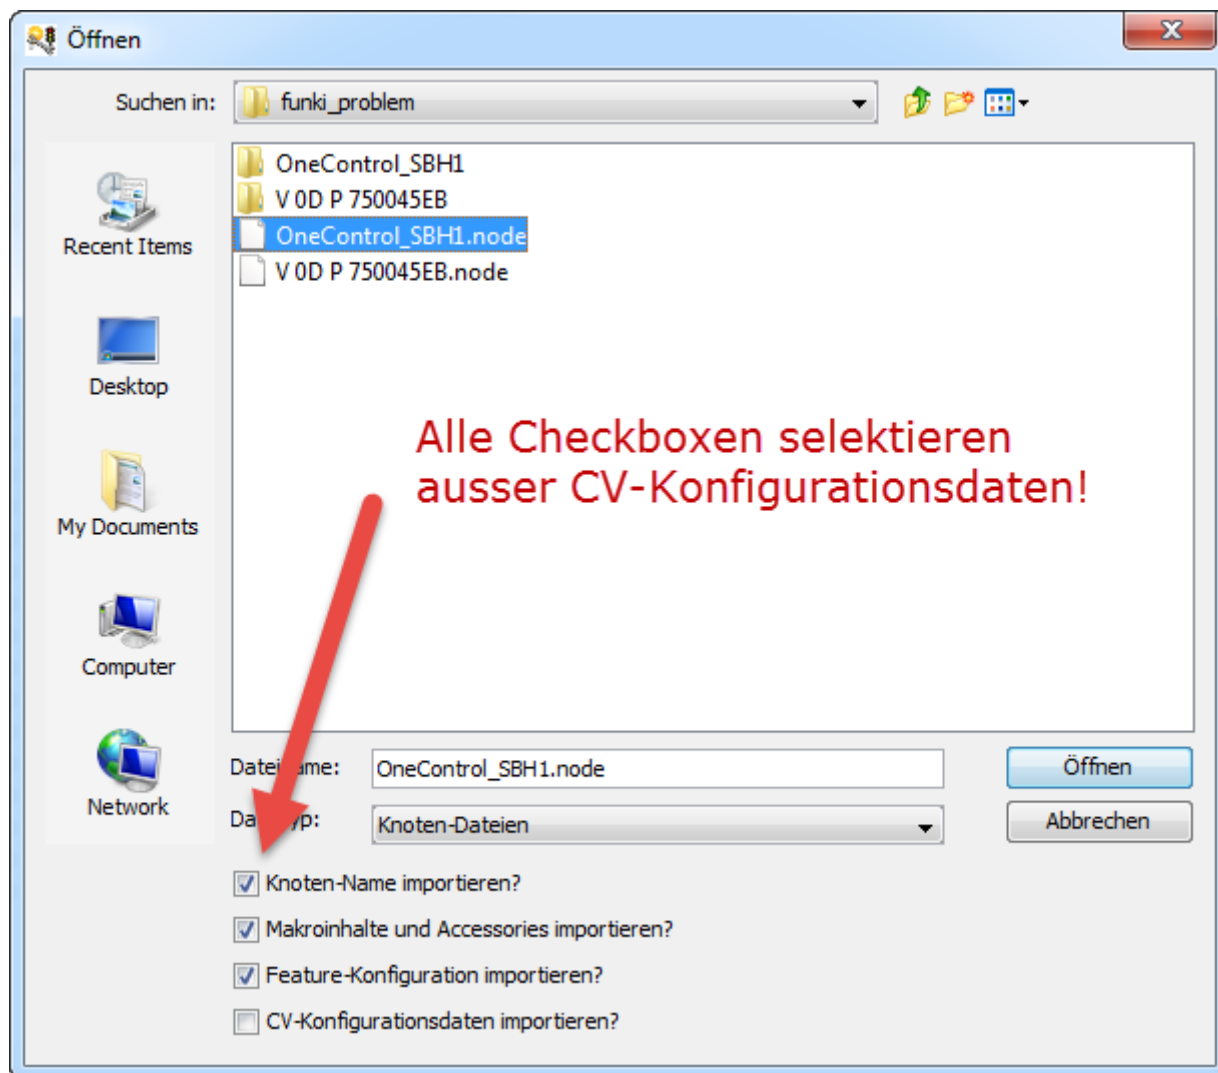 Öffnen
Suchen in:
funki_problem
OneControl_SBH1
V 0D P 750045EB
OneControl_SBH1.node
V 0D P 750045EB.node
Recent Items
Desktop
My Documents
Computer
Network
Alle Checkboxen selektieren
ausser CV-Konfigurationsdaten!
OneControl_SBH1.node
Öffnen
Knoten-Dateien
Abbrechen
Knoten-Name importieren?
Makroinhalte und Accessories importieren?
Feature-Konfiguration importieren?
CV-Konfigurationsdaten importieren?